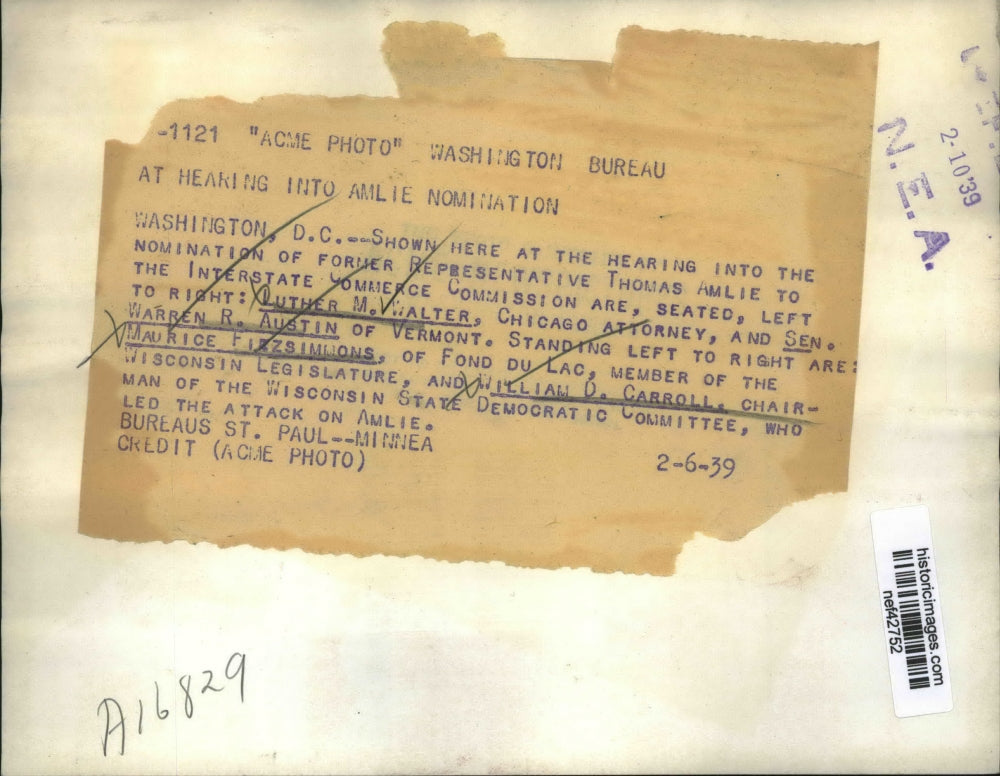 -1121 "ACME PHOTO" WASHINGTON BUREAU
AT HEARING INTO AMLIE NOMINATION
WASHINGTON, D.C.--SHOWN HERE AT THE HEARING INTO THE
NOMINATION OF FORMER REPRESENTATIVE THOMAS AMLIE TO
THE INTERSTATE COMMERCE COMMISSION ARE, SEATED, LEFT
TO RIGHT: LUTHER M. WALTER, CHICAGO ATTORNEY, AND SEN.
WARREN R. AUSTIN OF VERMONT. STANDING LEFT TO RIGHT ARE:
MAURICE FITZSIMMONS, OF FOND DU LAC, MEMBER OF THE
WISCONSIN LEGISLATURE, AND WILLIAM D. CARROLL, CHAIR-
MAN OF THE WISCONSIN STATE DEMOCRATIC COMMITTEE, WHO
LED THE ATTACK ON AMLIE.
BUREAUS ST. PAUL--MINNEA
CREDIT (ACME PHOTO) 2-6-39
N.E.A.
2-10'39
historicimages.com
nef42752
A16829